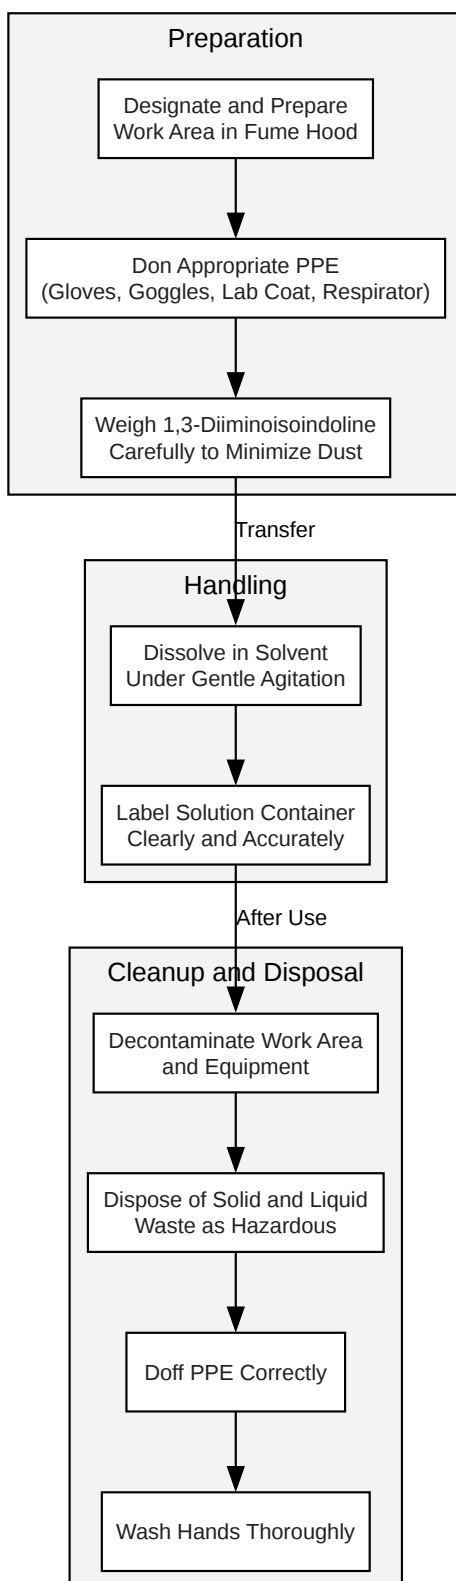 Preparation
Designate and Prepare
Work Area in Fume Hood
Don Appropriate PPE
(Gloves, Goggles, Lab Coat, Respirator)
Weigh 1,3-Diiminoisoindoline
Carefully to Minimize Dust
Transfer
Handling
Dissolve in Solvent
Under Gentle Agitation
Label Solution Container
Clearly and Accurately
After Use
Cleanup and Disposal
Decontaminate Work Area
and Equipment
Dispose of Solid and Liquid
Waste as Hazardous
Doff PPE Correctly
Wash Hands Thoroughly